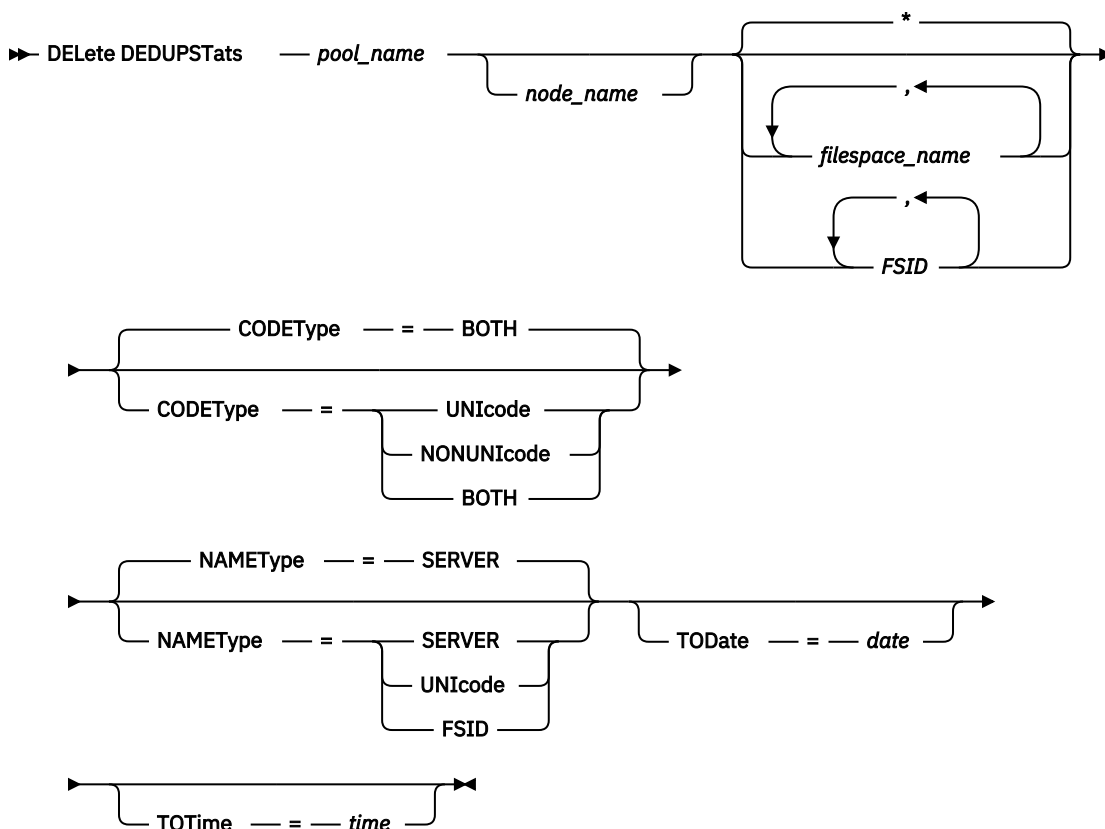 *
DELete DEDUPSTats pool_name
node_name
,
filespace_name
,
FSID
CODEType = BOTH
CODEType = UNIcode
NONUNIcode
BOTH
NAMEType = SERVER
NAMEType = SERVER
UNIcode
FSID
TODate = date
TOTime = time